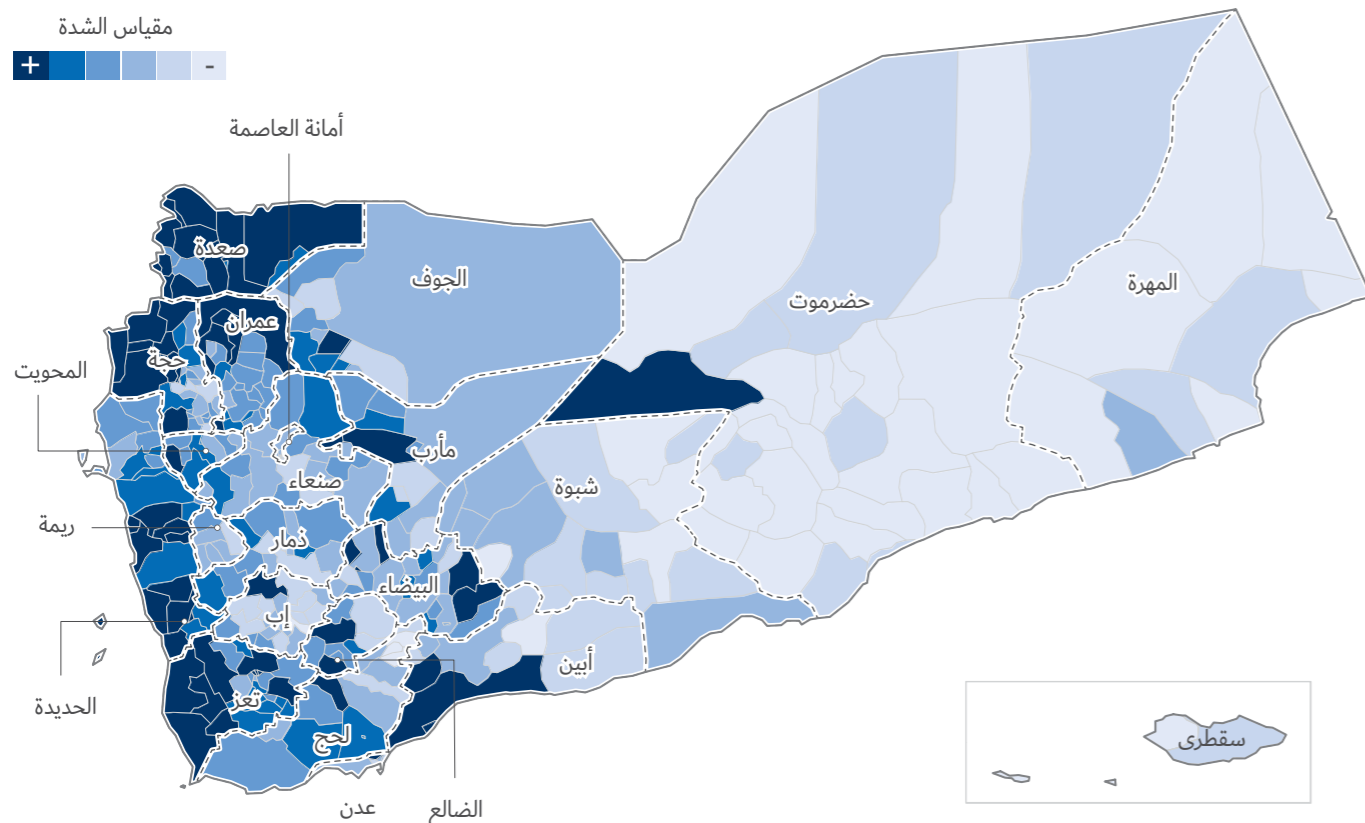 مقياس الشدة
+ -
أمانة العاصمة
صعدة
الجوف
حضرموت
المهرة
عمران
حجة
المحويت
مأرب
صنعاء
شبوة
ريمة
ذمار
البيضاء
إب
أبين
الحديدة
تعز
لحج
سقطرى
عدن
الضالع